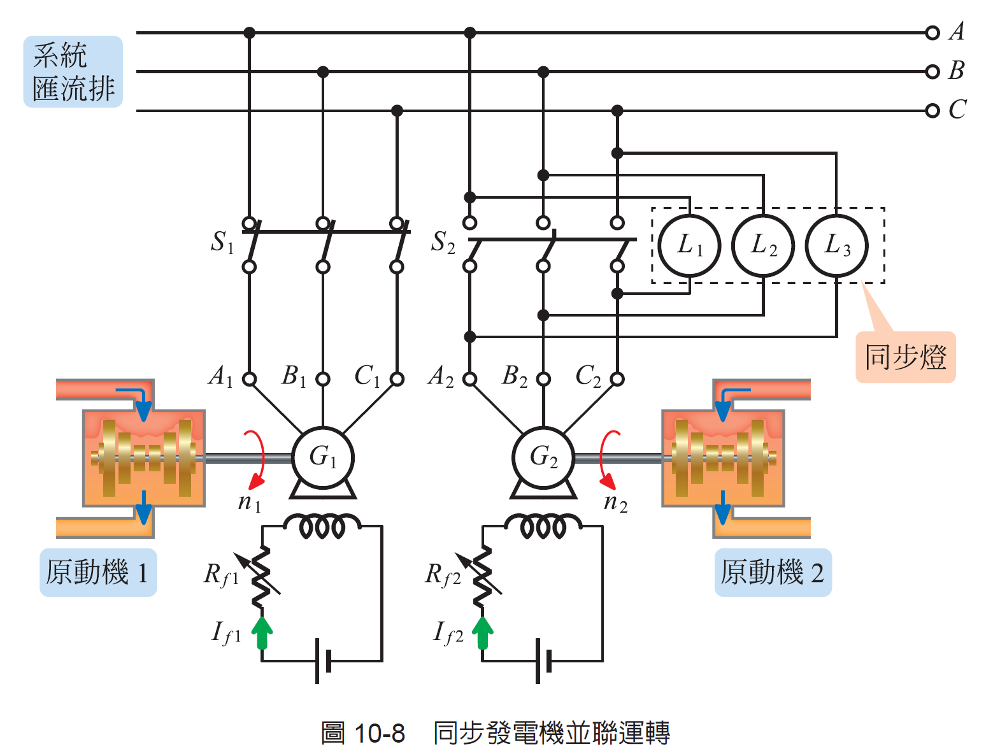 系統
匯流排
A
B
C
S1
S2
L1
L2
L3
同步燈
A1
B1
C1
A2
B2
C2
G1
G2
n1
n2
原動機 1
原動機 2
Rf1
Rf2
If1
If2
圖 10-8 同步發電機並聯運轉